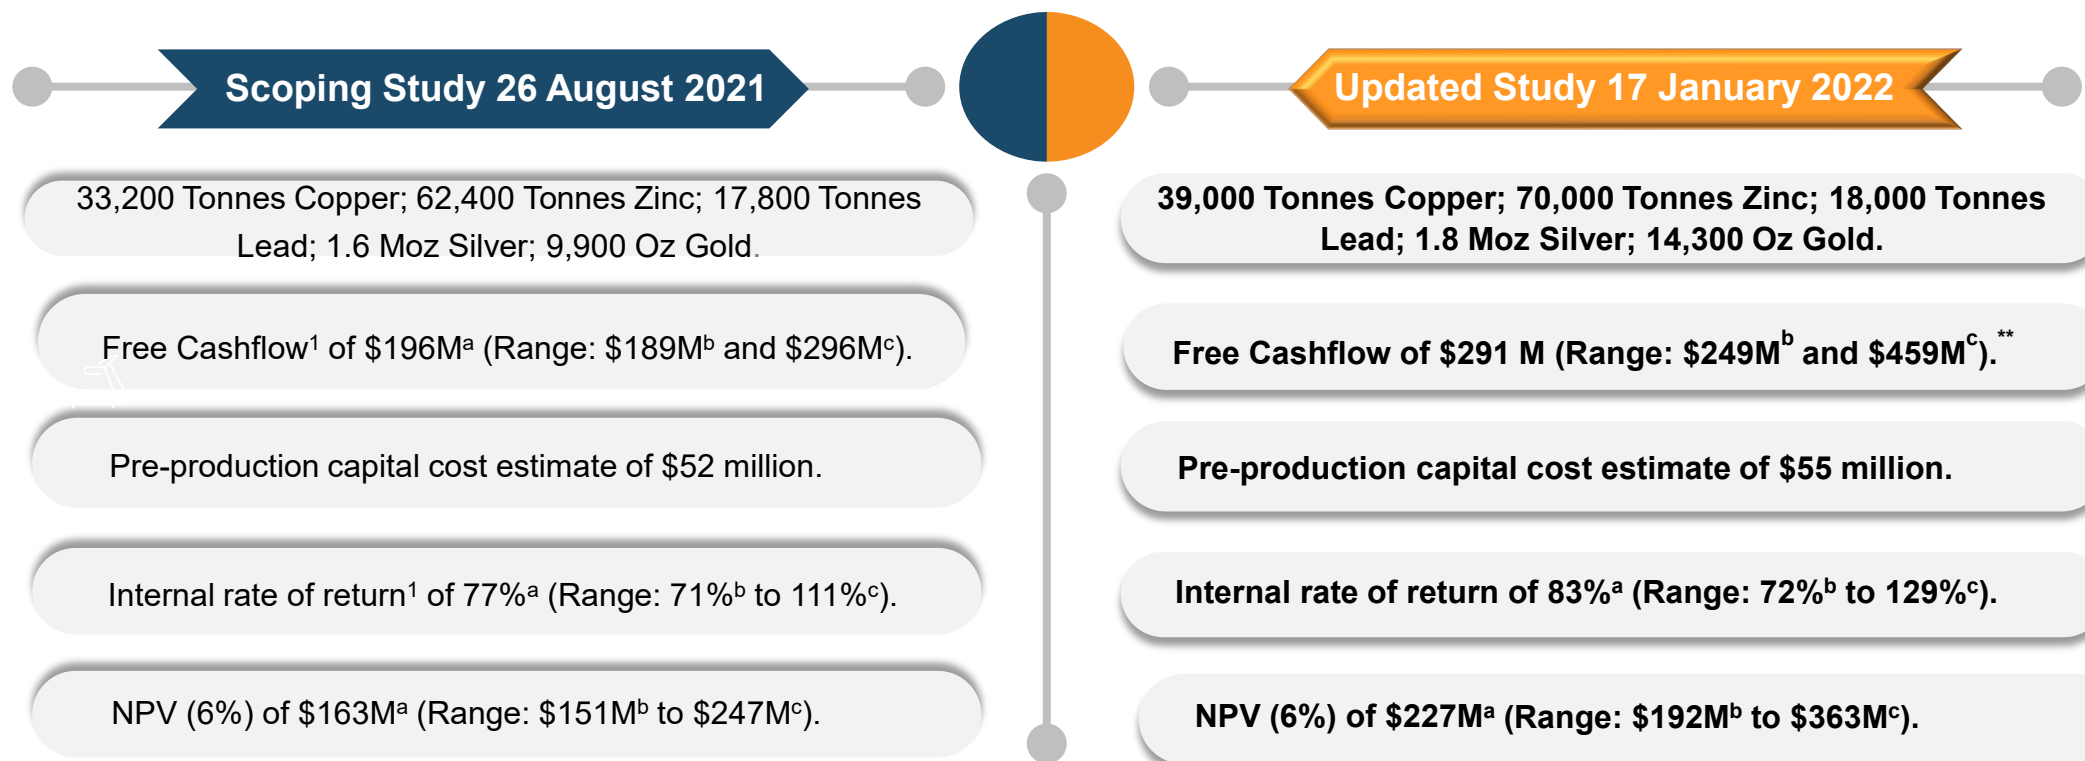 Scoping Study 26 August 2021
33,200 Tonnes Copper; 62,400 Tonnes Zinc; 17,800 Tonnes
Lead; 1.6 Moz Silver; 9,900 Oz Gold.
Free Cashflow¹ of $196Mᵃ (Range: $189Mᵇ and $296Mᶜ).
Pre-production capital cost estimate of $52 million.
Internal rate of return¹ of 77%ᵃ (Range: 71%ᵇ to 111%ᶜ).
NPV (6%) of $163Mᵃ (Range: $151Mᵇ to $247Mᶜ).
Updated Study 17 January 2022
39,000 Tonnes Copper; 70,000 Tonnes Zinc; 18,000 Tonnes
Lead; 1.8 Moz Silver; 14,300 Oz Gold.
Free Cashflow of $291 M (Range: $249Mᵇ and $459Mᶜ).**
Pre-production capital cost estimate of $55 million.
Internal rate of return of 83%ᵃ (Range: 72%ᵇ to 129%ᶜ).
NPV (6%) of $227Mᵃ (Range: $192Mᵇ to $363Mᶜ).